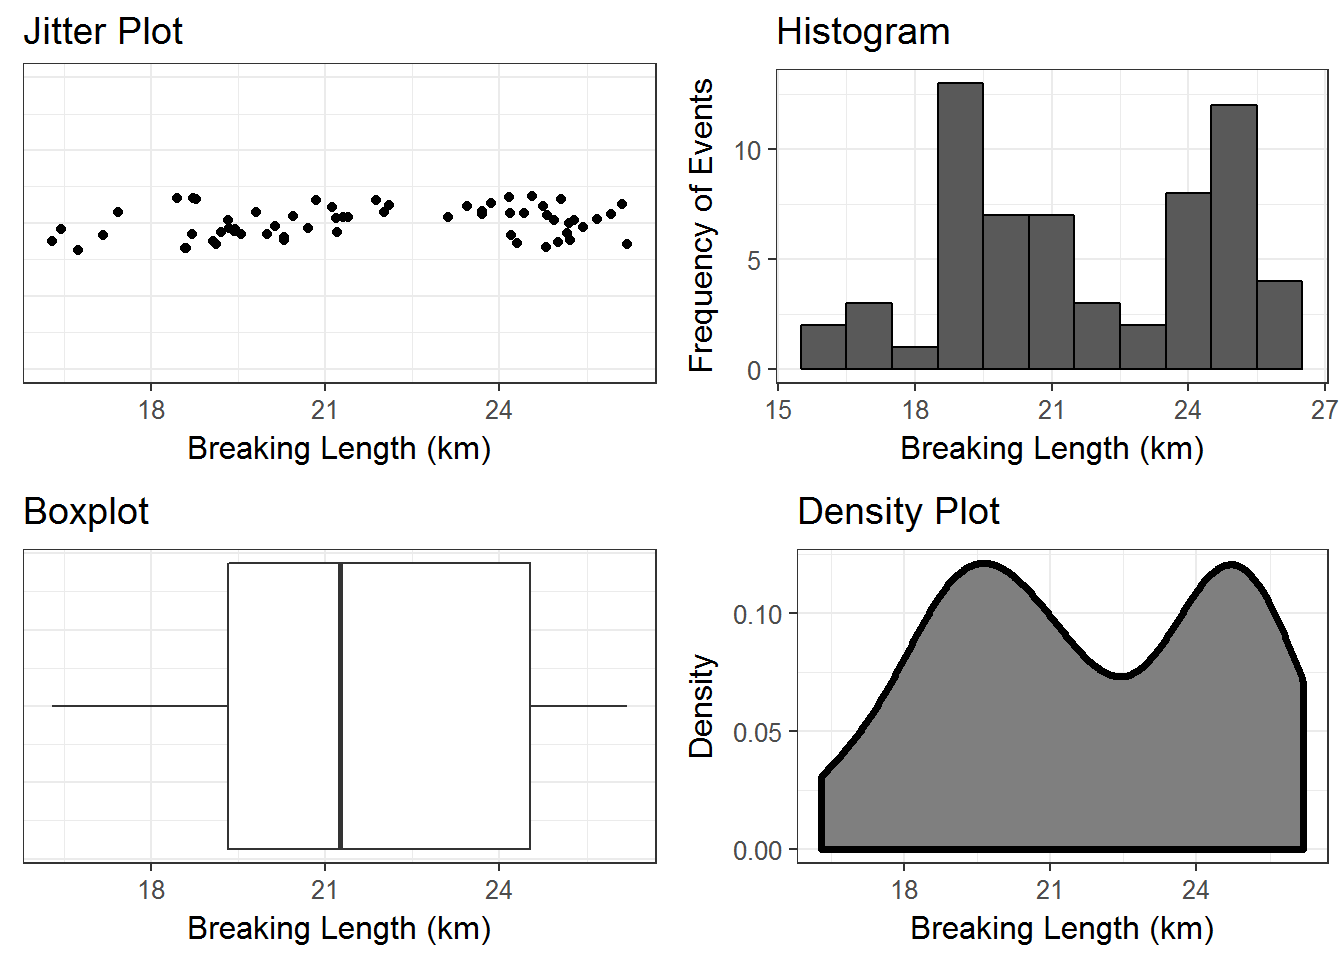 Jitter Plot
18 21 24
Breaking Length (km)
Histogram
Frequency of Events
10
5
0
15 18 21 24 27
Breaking Length (km)
Boxplot
18 21 24
Breaking Length (km)
Density Plot
Density
0.10
0.05
0.00
18 21 24
Breaking Length (km)